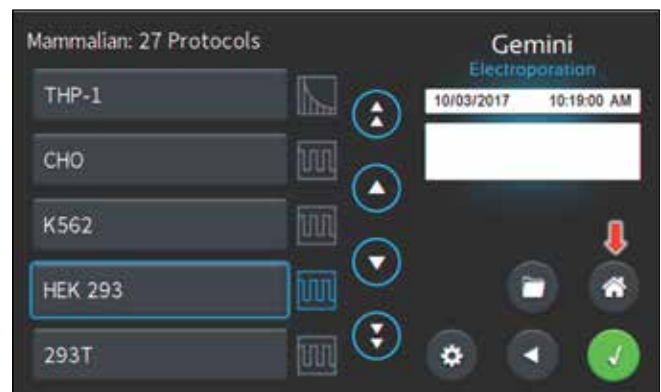 Mammalian: 27 Protocols
THP-1
CHO
K562
HEK 293
293T
Gemini
Electroporation
10/03/2017 10:19:00 AM